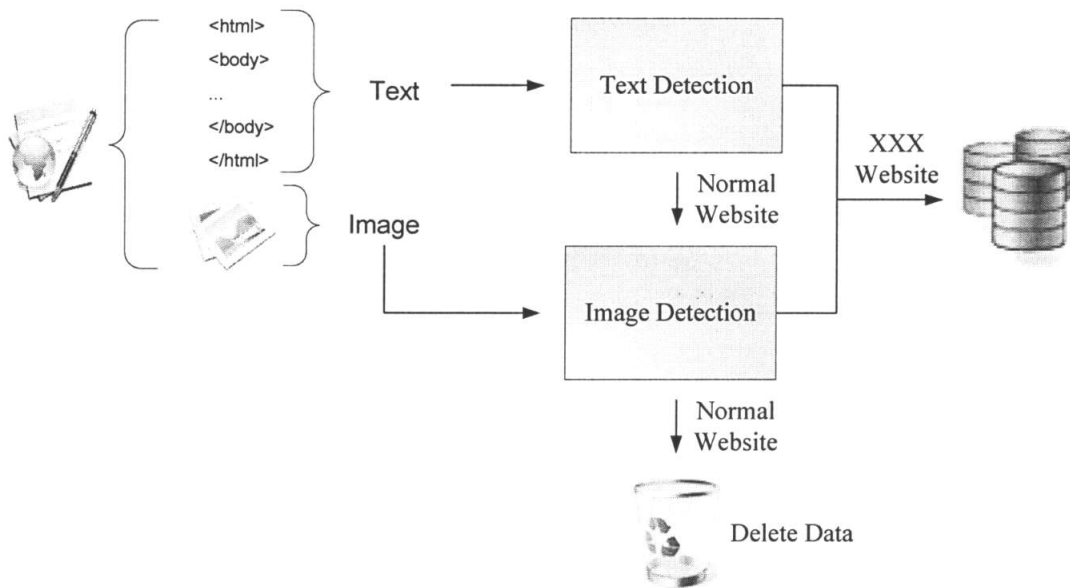 <html>
<body>
...
</body>
</html>
Text
Image
Text Detection
Normal
Website
Image Detection
XXX
Website
Normal
Website
Delete Data